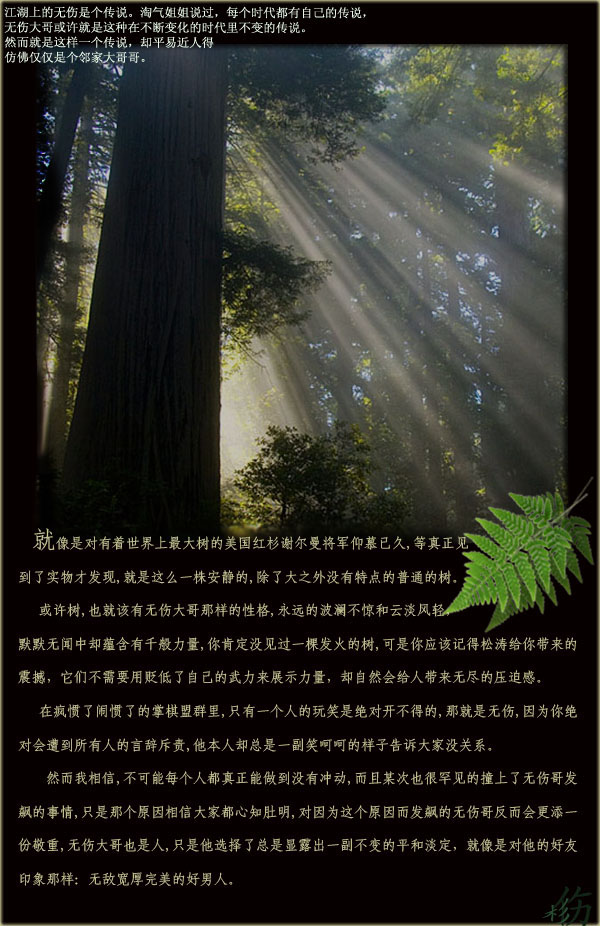 江湖上的无伤是个传说。淘气姐姐说过，每个时代都有自己的传说，
无伤大哥或许就是这种在不断变化的时代里不变的传说。
然而就是这样一个传说，却平易近人得
仿佛仅仅是个邻家大哥哥。
就像是对有着世界上最大树的美国红杉谢尔曼将军仰慕已久,等真正见
到了实物才发现,就是这么一株安静的,除了大之外没有特点的普通的树。
或许树,也就该有无伤大哥那样的性格,永远的波澜不惊和云淡风轻,
默默无闻中却蕴含有千般力量,你肯定没见过一棵发火的树,可是你应该记得松涛给你带来的
震撼，它们不需要用贬低了自己的武力来展示力量，却自然会给人带来无尽的压迫感。
在疯惯了闹惯了的掌棋盟群里,只有一个人的玩笑是绝对开不得的,那就是无伤,因为你绝
对会遭到所有人的言辞斥责,他本人却总是一副笑呵呵的样子告诉大家没关系。
然而我相信,不可能每个人都真正能做到没有冲动,而且某次也很罕见的撞上了无伤哥发
飙的事情,只是那个原因相信大家都心知肚明,对因为这个原因而发飙的无伤哥反而会更添一
份敬重,无伤大哥也是人,只是他选择了总是显露出一副不变的平和淡定，就像是对他的好友
印象那样：无敌宽厚完美的好男人。